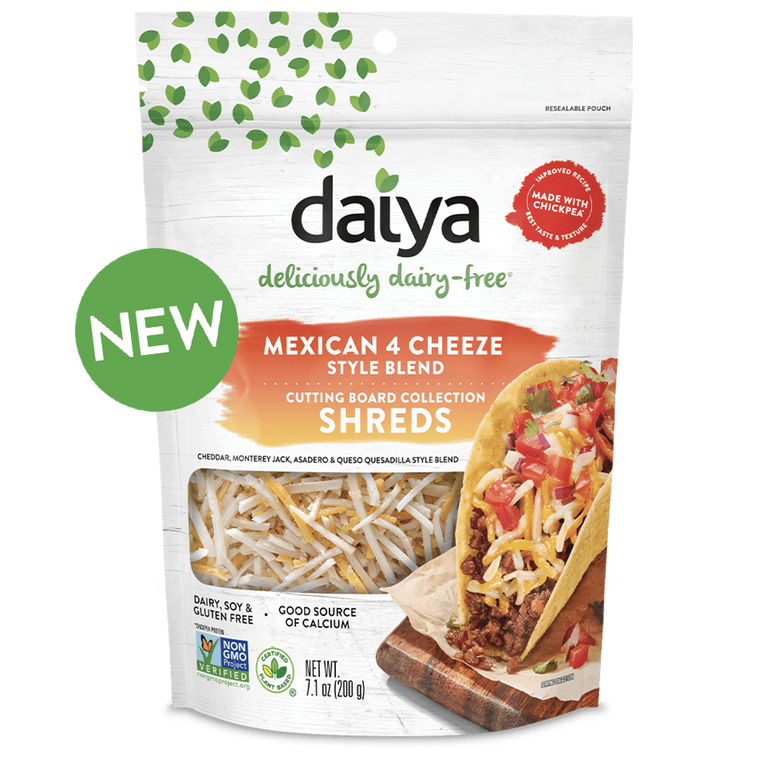 RESEALABLE POUCH
daiya
deliciously dairy-free®
IMPROVED RECIPE
MADE WITH
CHICKPEA*
BEST TASTE & TEXTURE
NEW
MEXICAN 4 CHEEZE
STYLE BLEND
CUTTING BOARD COLLECTION
SHREDS
CHEDDAR, MONTEREY JACK, ASADERO & QUESO QUESADILLA STYLE BLEND
DAIRY, SOY &
GLUTEN FREE
• GOOD SOURCE
OF CALCIUM
*CHICKPEA PROTEIN
NON
GMO
Project
VERIFIED
nongmoproject.org
CERTIFIED
PLANT BASED
®
NET WT.
7.1 oz (200 g)